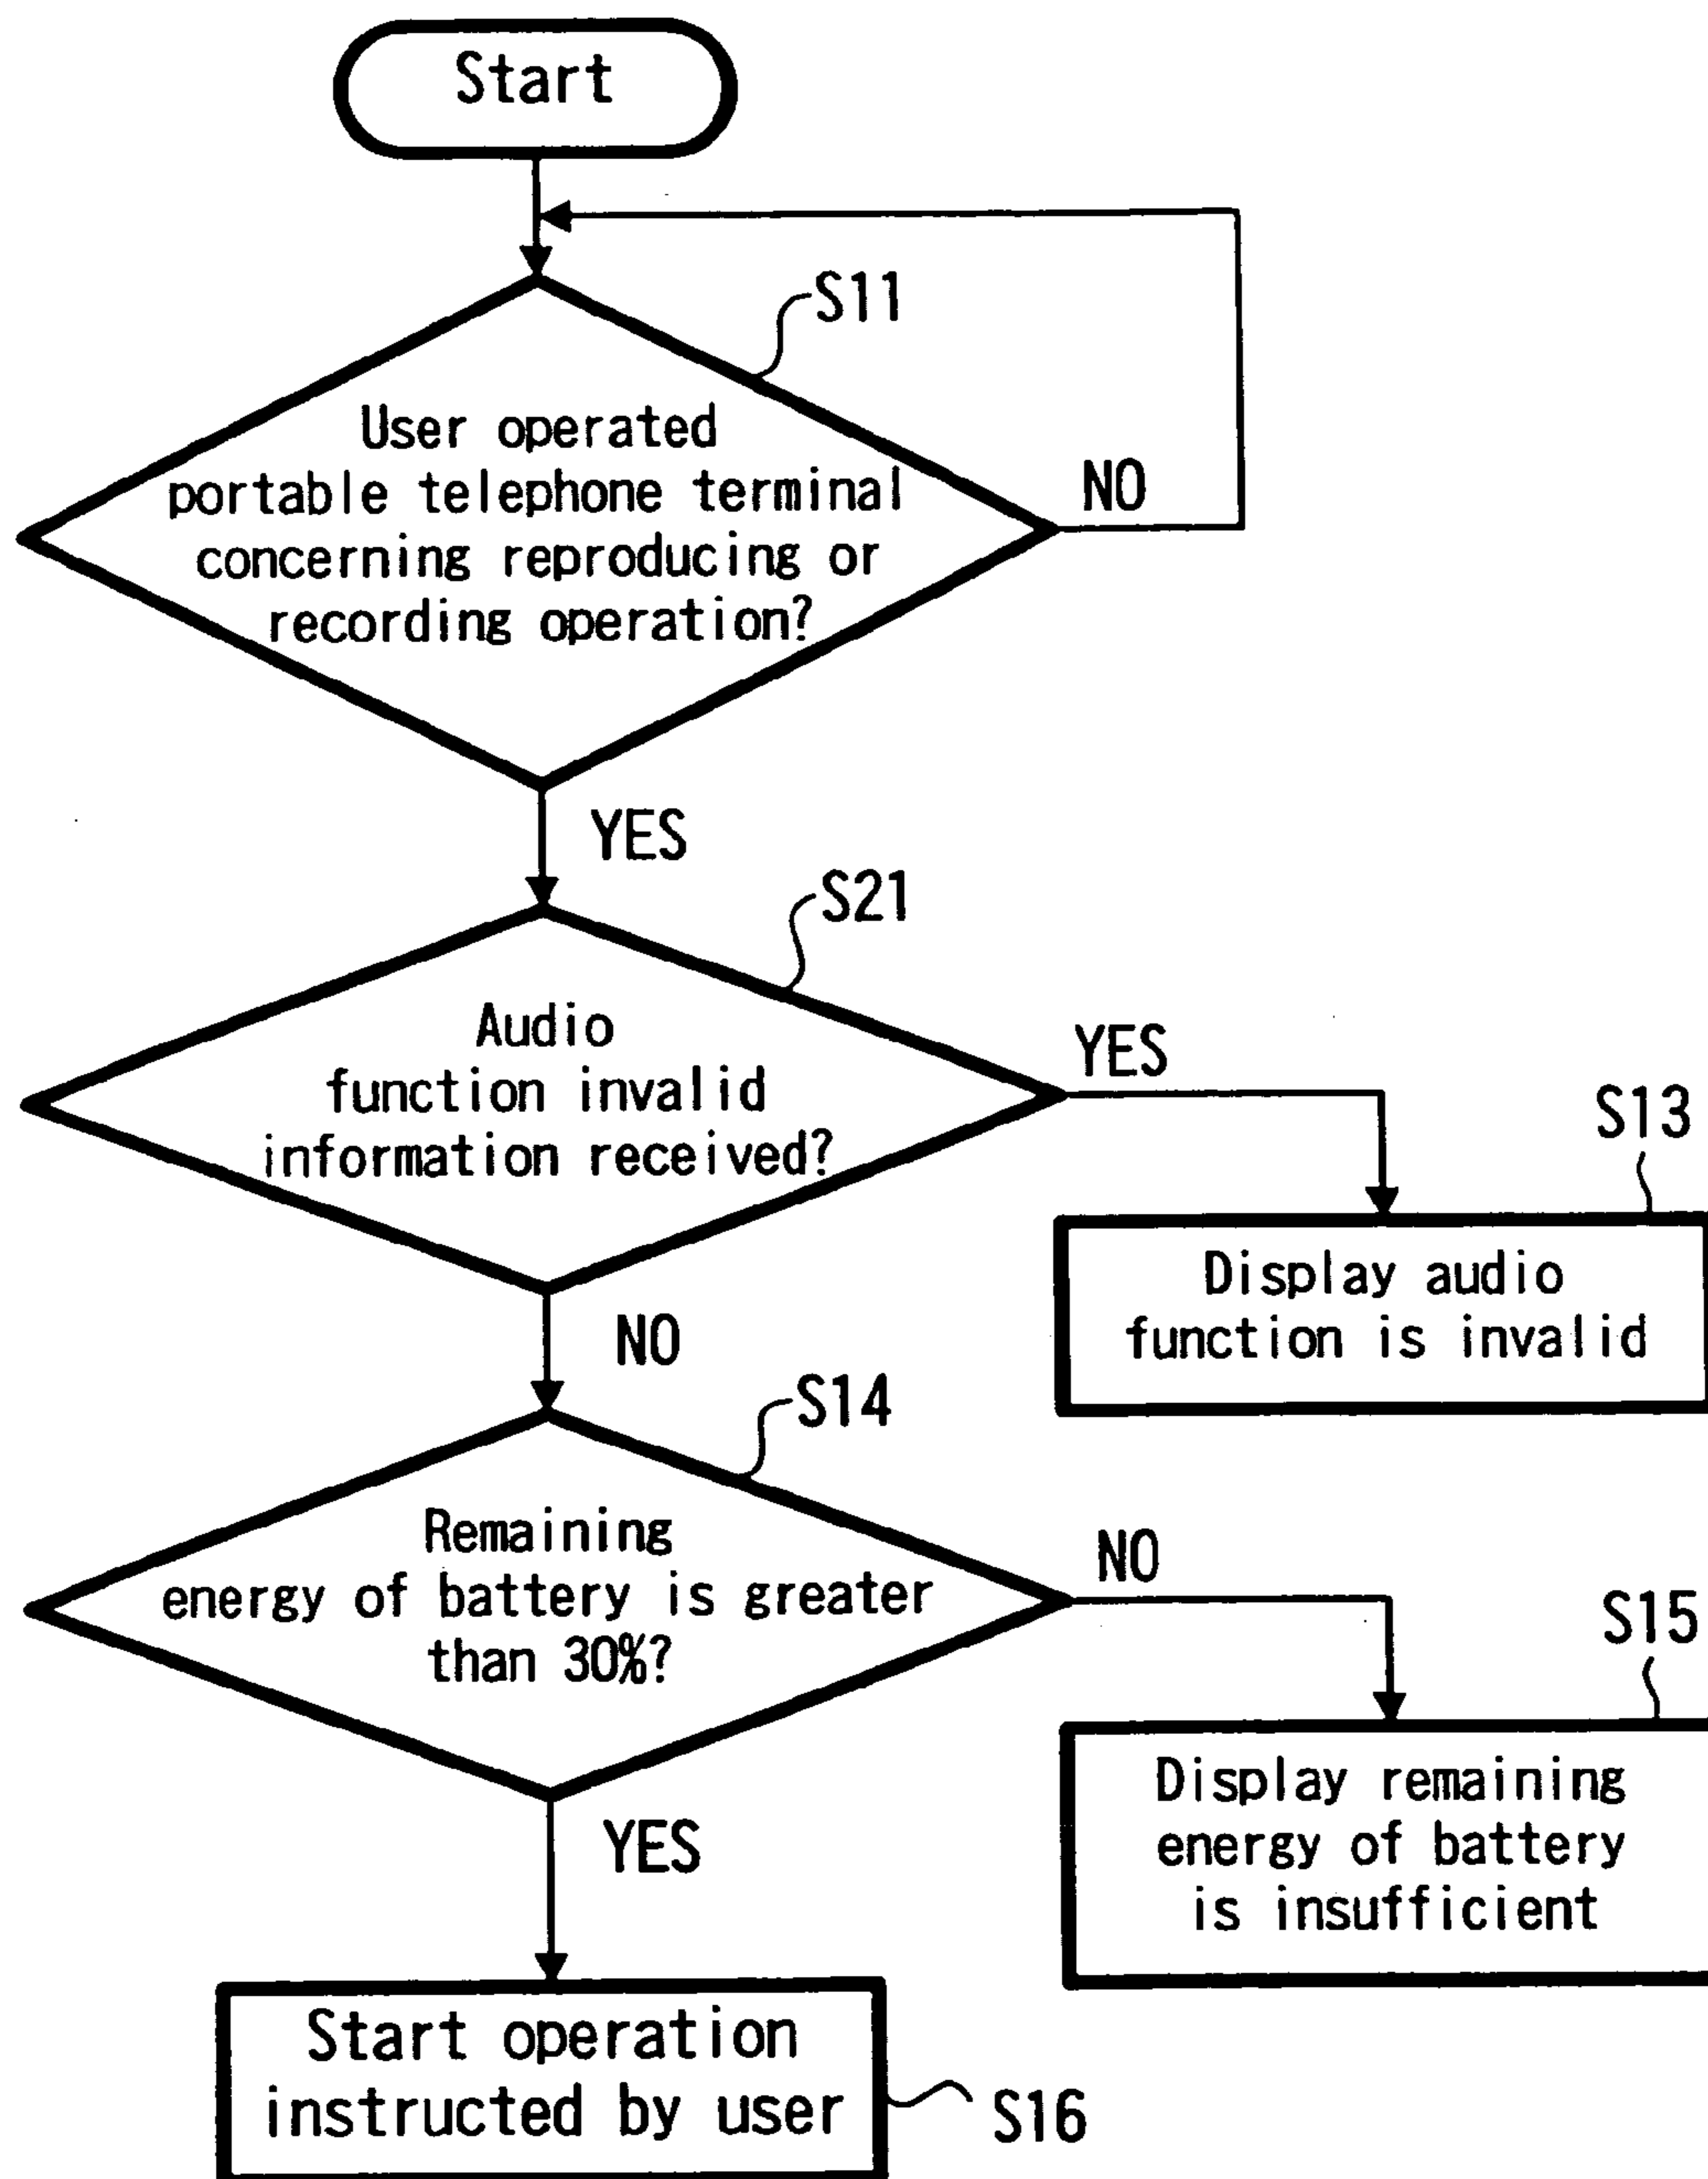 Start
S11
User operated
portable telephone terminal
concerning reproducing or
recording operation?
NO
YES
S21
Audio
function invalid
information received?
YES
S13
Display audio
function is invalid
NO
S14
Remaining
energy of battery is greater
than 30%?
NO
S15
Display remaining
energy of battery
is insufficient
YES
Start operation
instructed by user
S16